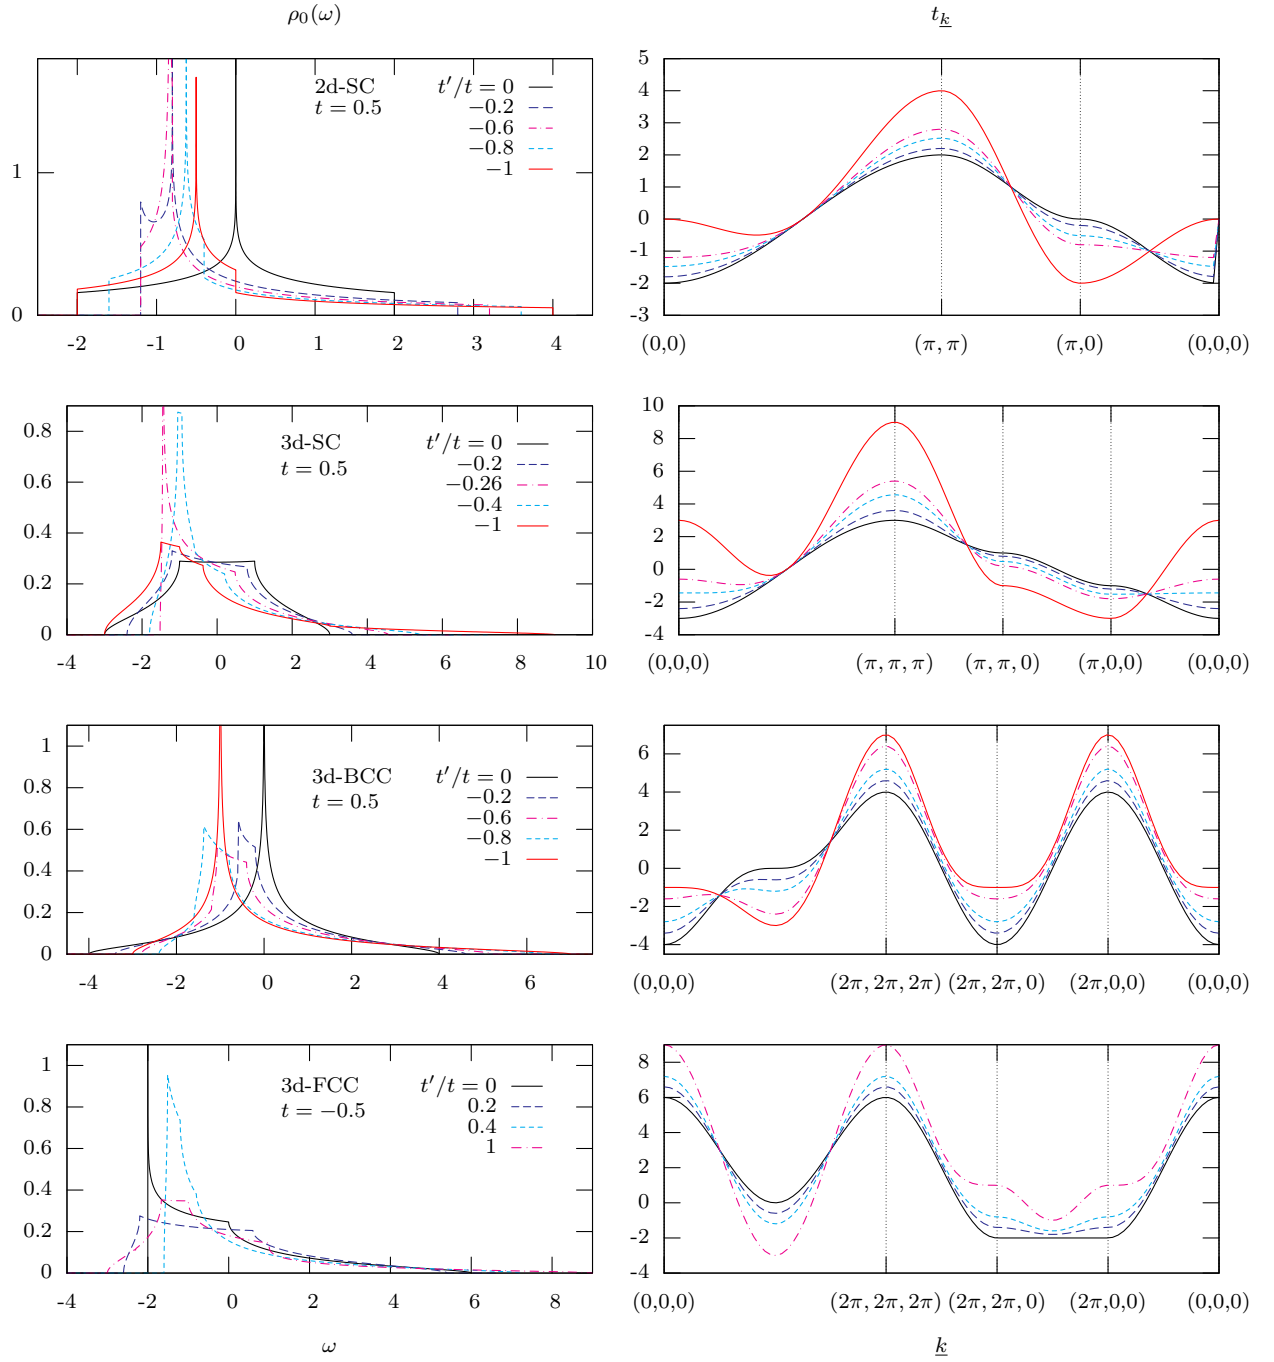 ρ₀(ω)
t_k
2d-SC
t = 0.5
t′/t = 0
−0.2
−0.6
−0.8
−1
1
0
-2 -1 0 1 2 3 4
5
4
3
2
1
0
-1
-2
-3
(0,0) (π, π) (π,0) (0,0,0)
3d-SC
t = 0.5
t′/t = 0
−0.2
−0.26
−0.4
−1
0.8
0.6
0.4
0.2
0
-4 -2 0 2 4 6 8 10
10
8
6
4
2
0
-2
-4
(0,0,0) (π, π, π) (π, π, 0) (π,0,0) (0,0,0)
3d-BCC
t = 0.5
t′/t = 0
−0.2
−0.6
−0.8
−1
1
0.8
0.6
0.4
0.2
0
-4 -2 0 2 4 6
6
4
2
0
-2
-4
(0,0,0) (2π, 2π, 2π) (2π, 2π, 0) (2π,0,0) (0,0,0)
3d-FCC
t = −0.5
t′/t = 0
0.2
0.4
1
1
0.8
0.6
0.4
0.2
0
-4 -2 0 2 4 6 8
8
6
4
2
0
-2
-4
(0,0,0) (2π, 2π, 2π) (2π, 2π, 0) (2π,0,0) (0,0,0)
ω
k